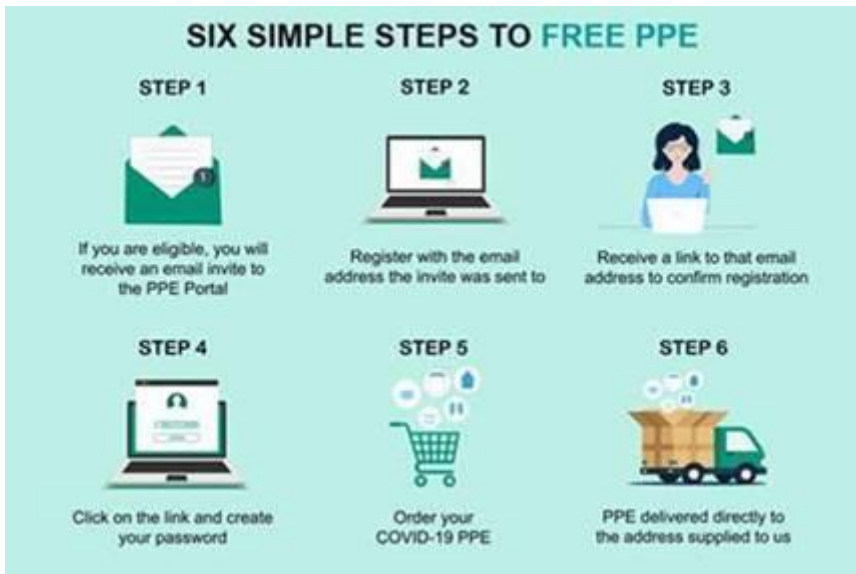 SIX SIMPLE STEPS TO FREE PPE
STEP 1
If you are eligible, you will
receive an email invite to
the PPE Portal
STEP 2
Register with the email
address the invite was sent to
STEP 3
Receive a link to that email
address to confirm registration
STEP 4
Click on the link and create
your password
STEP 5
Order your
COVID-19 PPE
STEP 6
PPE delivered directly to
the address supplied to us